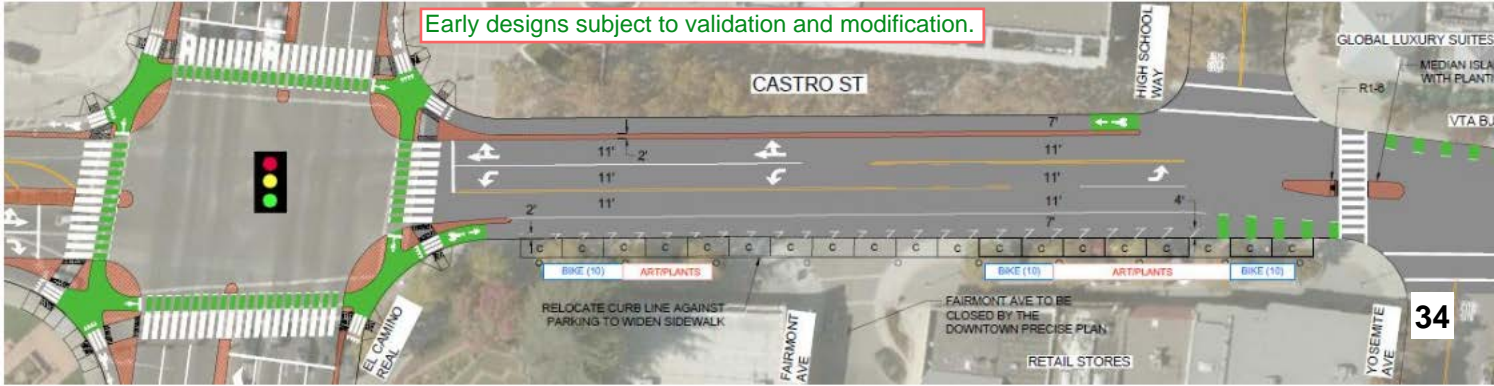 Early designs subject to validation and modification.
CASTRO ST
HIGH SCHOOL
WAY
GLOBAL LUXURY SUITES
MEDIAN ISLA
WITH PLANTI
R1-6
VTA BU
7'
11'
2'
11'
11'
11'
11'
11'
2'
4'
7'
C C C C C C C C C C C C C C C C C C C
BIKE (10)
ART/PLANTS
BIKE (10)
ART/PLANTS
BIKE (10)
RELOCATE CURB LINE AGAINST
PARKING TO WIDEN SIDEWALK
FAIRMONT AVE TO BE
CLOSED BY THE
DOWNTOWN PRECISE PLAN
EL CAMINO
REAL
FAIRMONT
AVE
RETAIL STORES
YOSEMITE
AVE
34